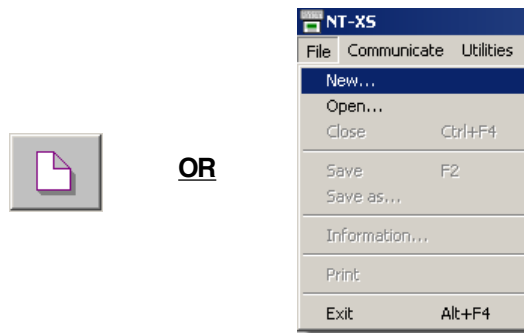 NT-XS
File Communicate Utilities
New...
Open...
Close Ctrl+F4
OR
Save F2
Save as...
Information...
Print
Exit Alt+F4